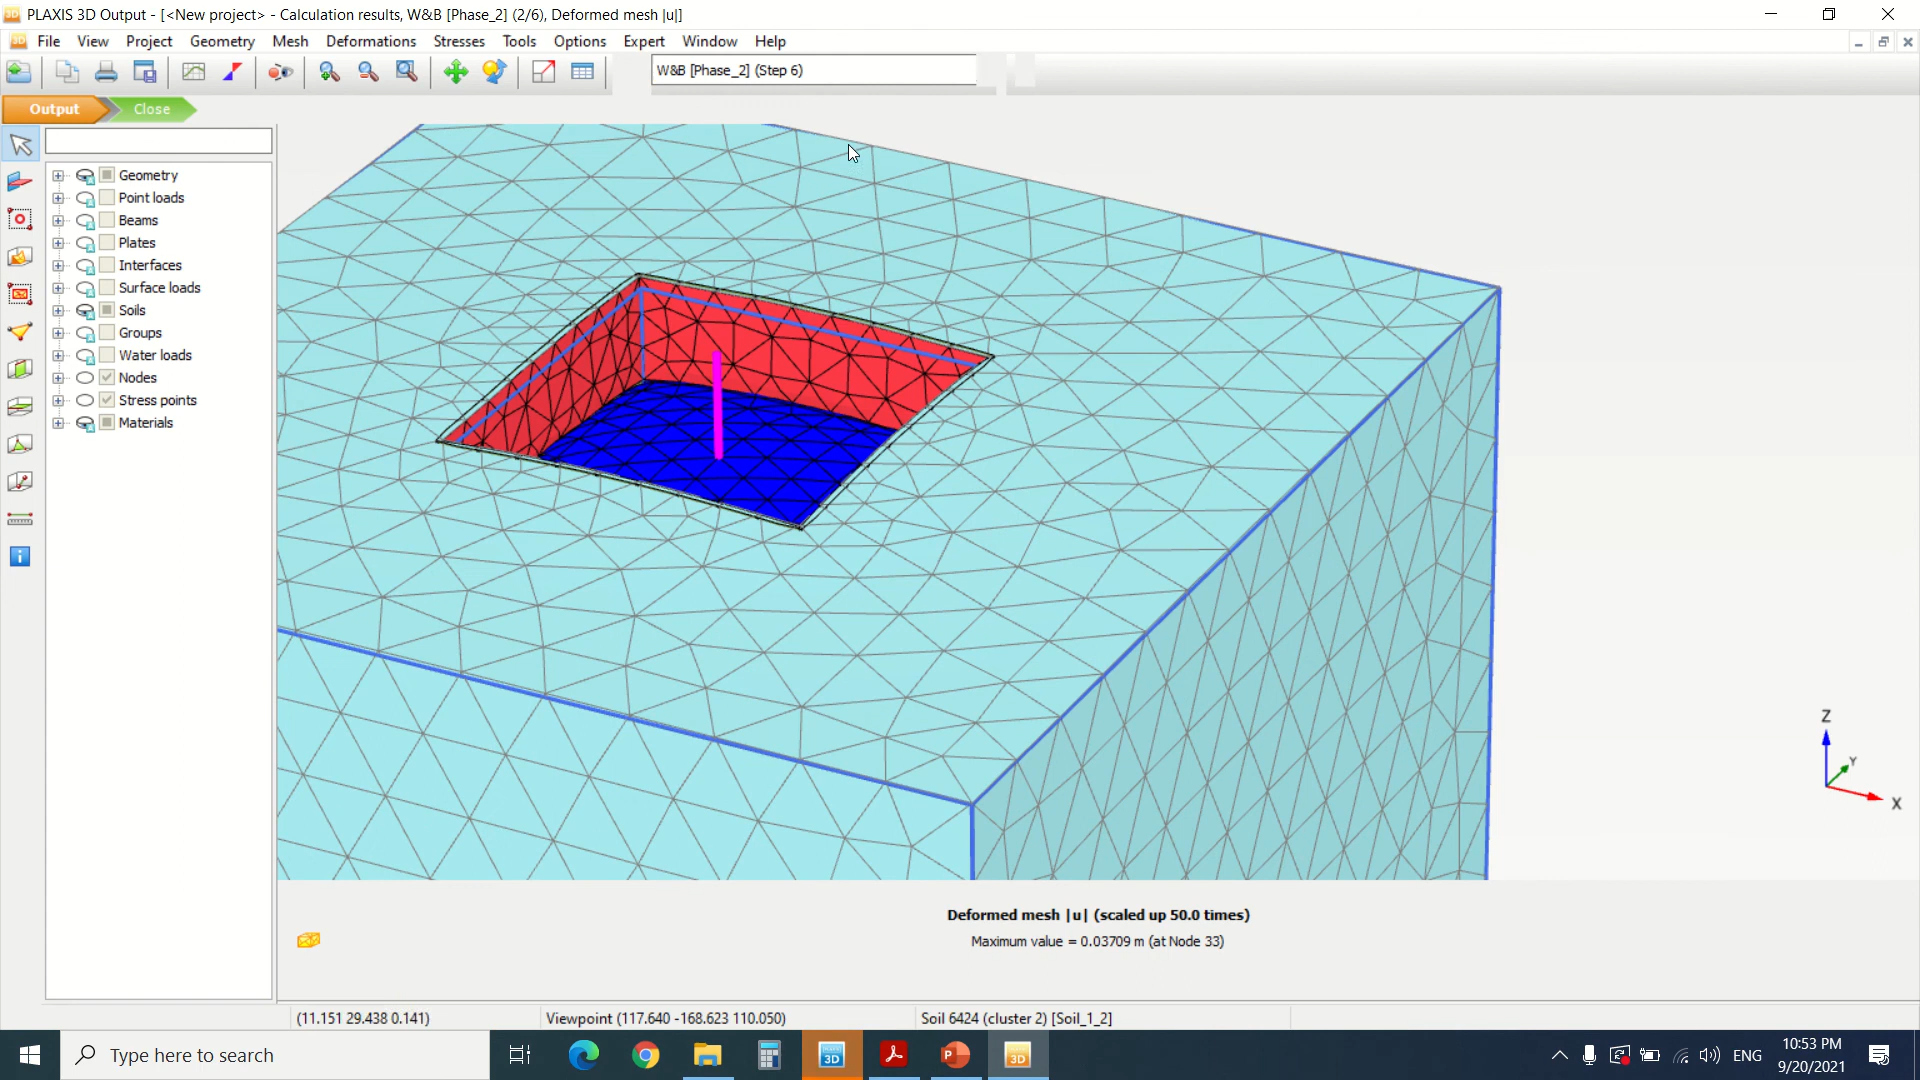 PLAXIS 3D Output - [<New project> - Calculation results, W&B [Phase_2] (2/6), Deformed mesh |u|]
File View Project Geometry Mesh Deformations Stresses Tools Options Expert Window Help
W&B [Phase_2] (Step 6)
Output Close
Geometry
Point loads
Beams
Plates
Interfaces
Surface loads
Soils
Groups
Water loads
Nodes
Stress points
Materials
Z
Y
X
Deformed mesh |u| (scaled up 50.0 times)
Maximum value = 0.03709 m (at Node 33)
(11.151 29.438 0.141) Viewpoint (117.640 -168.623 110.050) Soil 6424 (cluster 2) [Soil_1_2]
Type here to search
3D
P
3D
ENG
10:53 PM
9/20/2021